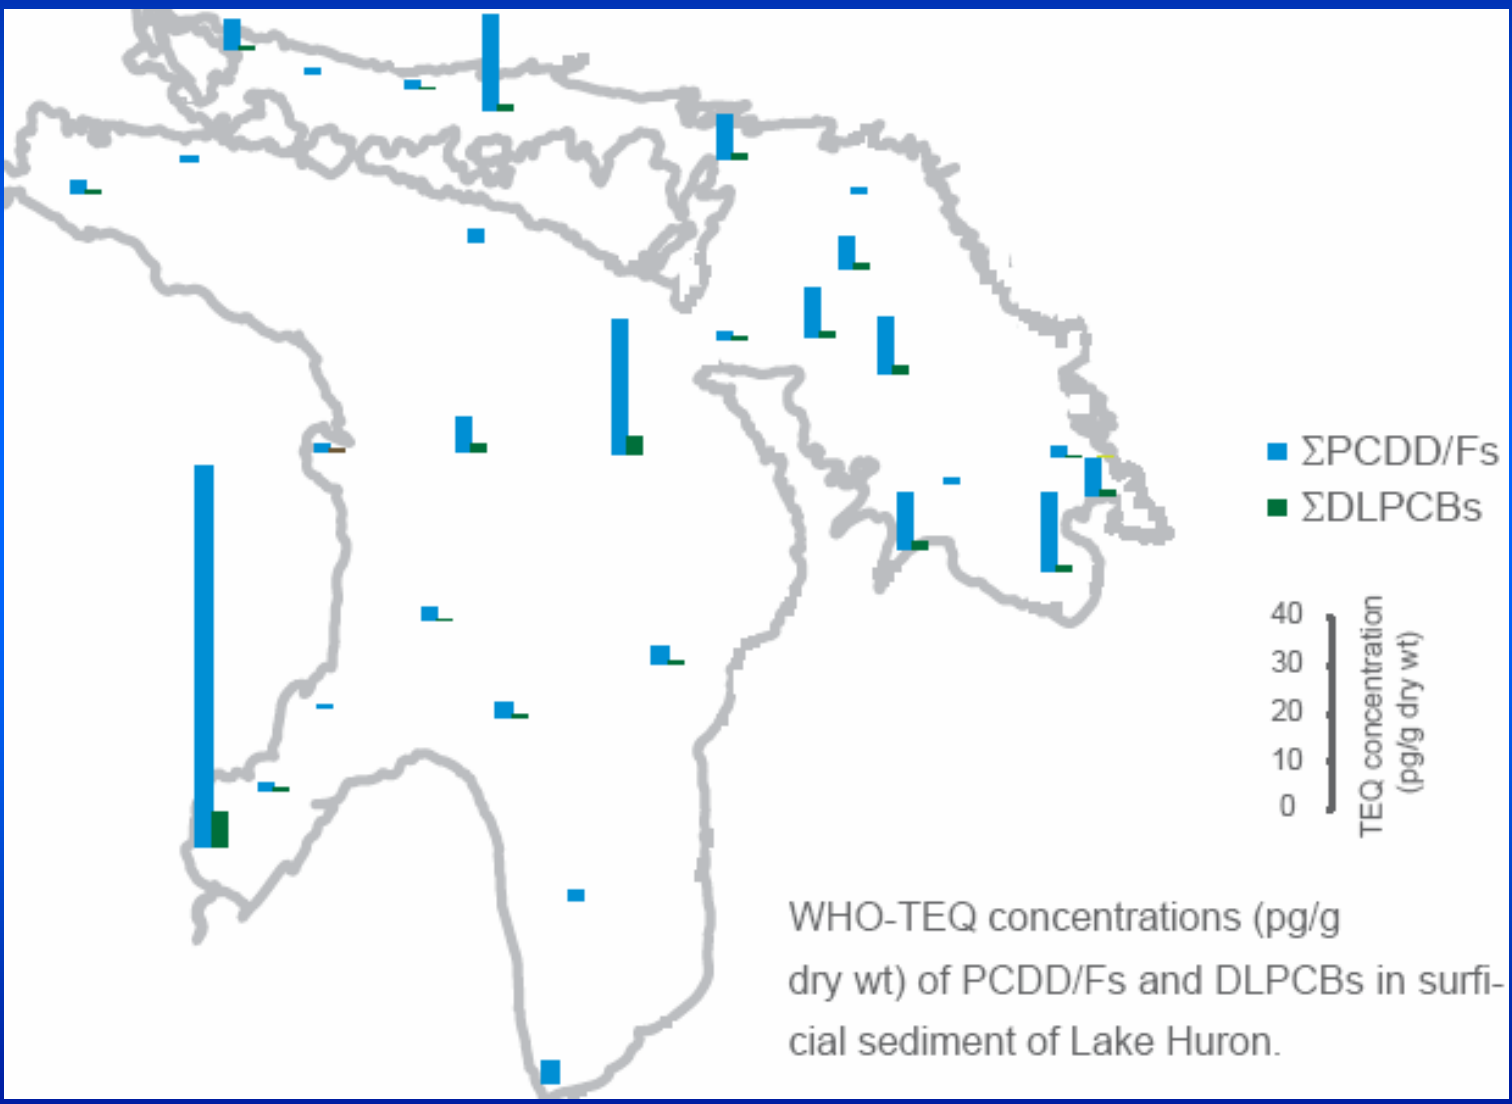 ΣPCDD/Fs
ΣDLPCBs
40
30
20
10
0
TEQ concentration
(pg/g dry wt)
WHO-TEQ concentrations (pg/g
dry wt) of PCDD/Fs and DLPCBs in surfi-
cial sediment of Lake Huron.